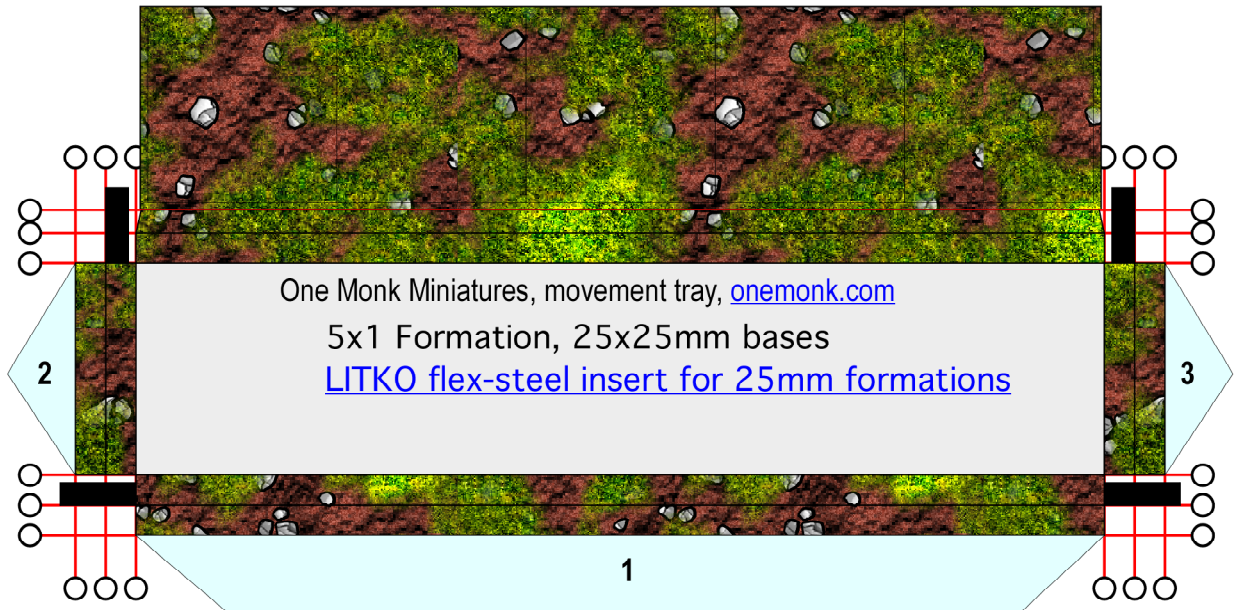 One Monk Miniatures, movement tray, onemonk.com
5x1 Formation, 25x25mm bases
LITKO flex-steel insert for 25mm formations
2
3
1